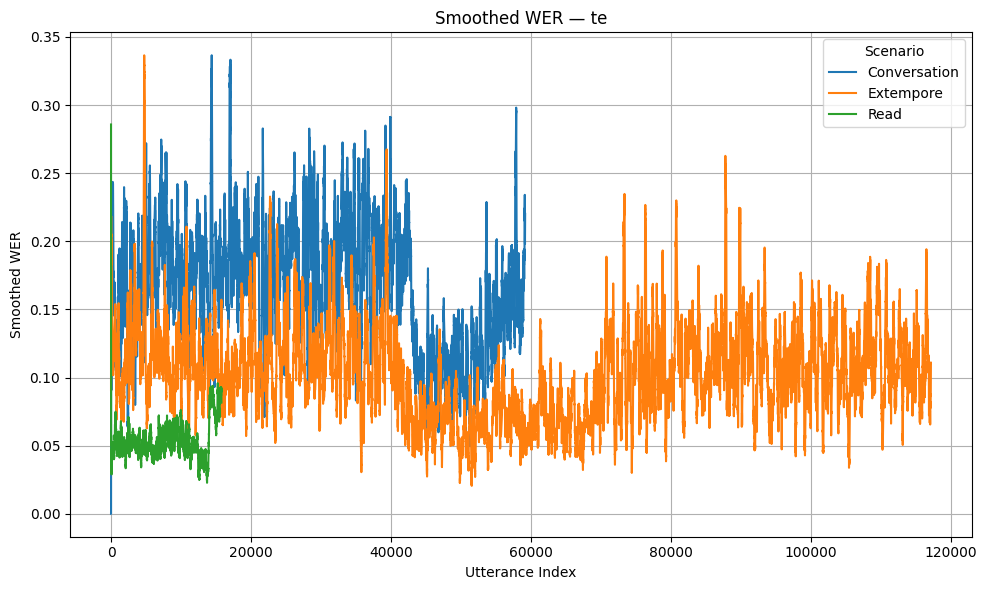 Smoothed WER — te
Scenario
Conversation
Extempore
Read
Smoothed WER
0.35
0.30
0.25
0.20
0.15
0.10
0.05
0.00
0 20000 40000 60000 80000 100000 120000
Utterance Index